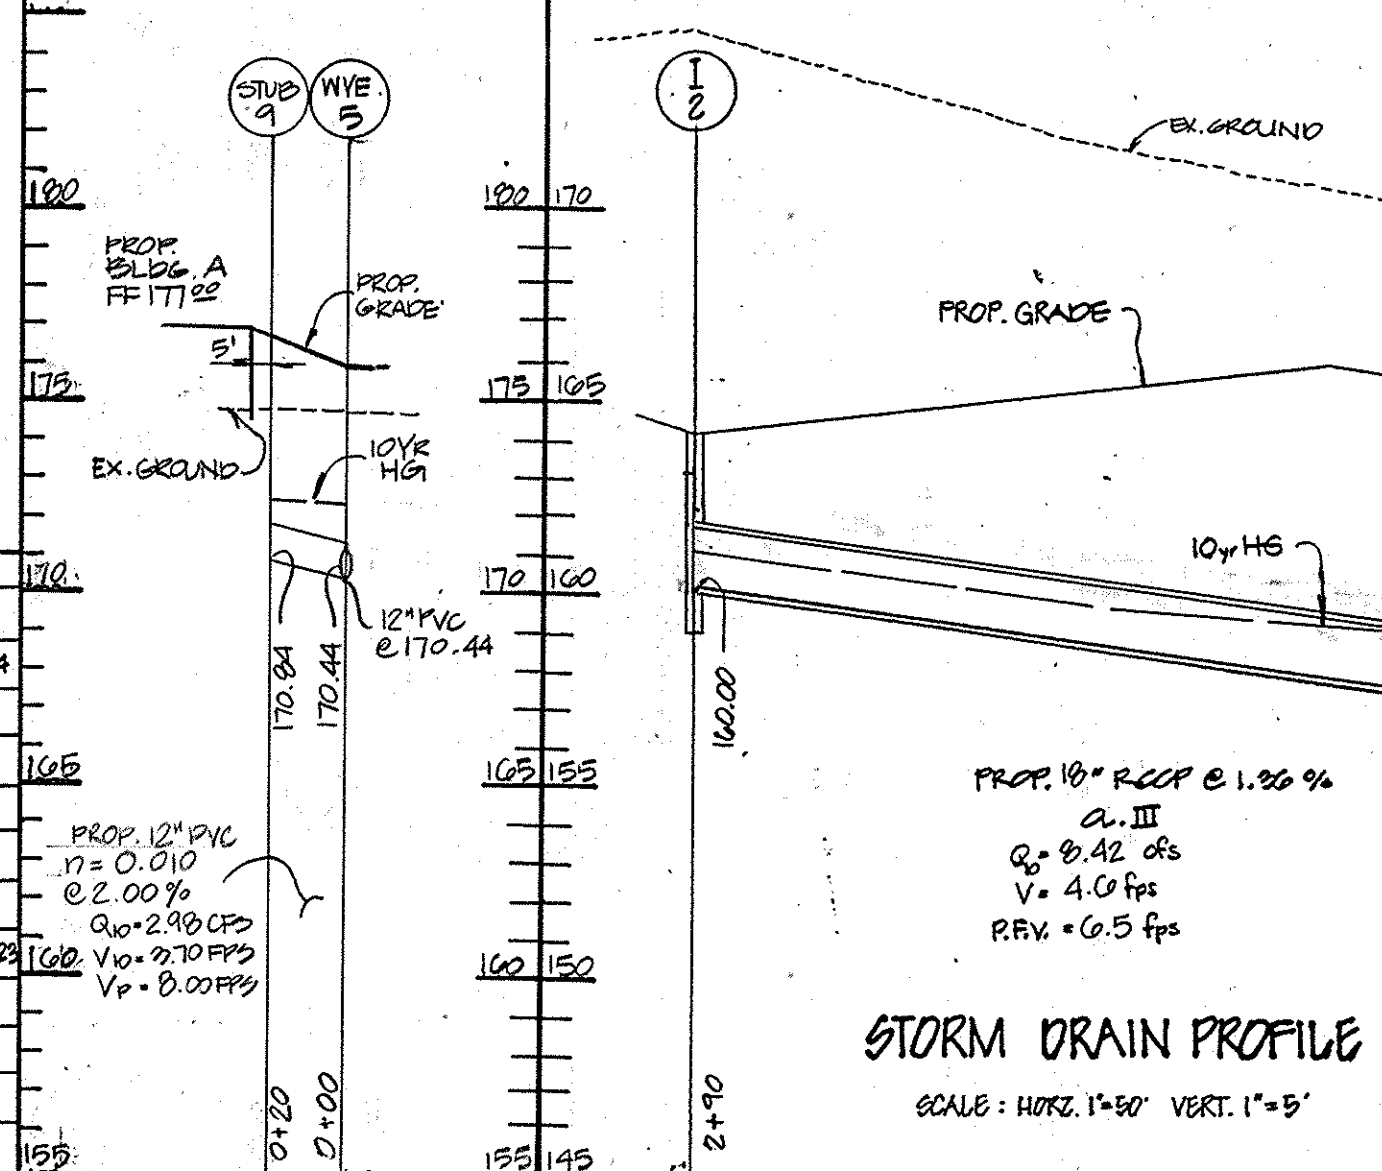 STUB
9
WYE
5
I
2
EX. GROUND
180
180 170
PROP.
BLDG. A
FF 177.00
PROP.
GRADE
PROP. GRADE
5'
175
175 165
EX. GROUND
10YR
HG
10yr HG
170
170 160
12" PVC
@ 170.44
170.84
170.44
160.00
165
165 155
PROP. 18" RCCP @ 1.36 %
CL. III
Q10 = 8.42 cfs
V = 4.6 fps
P.F.V. = 6.5 fps
PROP. 12" PVC
n = 0.010
@ 2.00 %
Q10 = 2.98 CFS
V10 = 3.70 FPS
VP = 8.00 FPS
23
160
160 150
STORM DRAIN PROFILE
SCALE : HORZ. 1"=50' VERT. 1"=5'
0+20
0+00
2+90
155
155 145